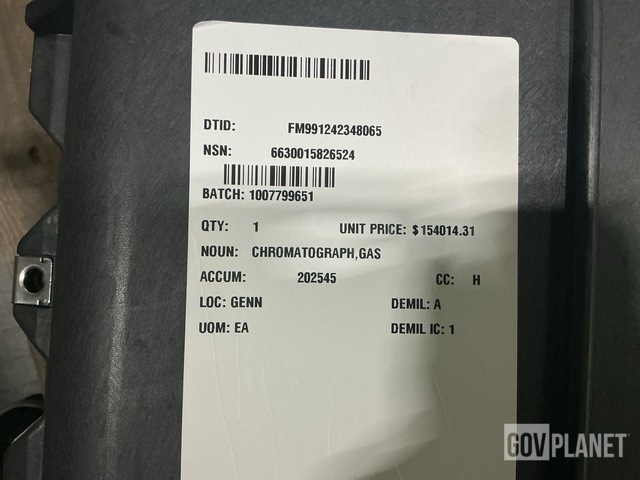 DTID: FM991242348065
NSN: 6630015826524
BATCH: 1007799651
QTY: 1 UNIT PRICE: $ 154014.31
NOUN: CHROMATOGRAPH,GAS
ACCUM: 202545 CC: H
LOC: GENN DEMIL: A
UOM: EA DEMIL IC: 1
GOVPLANET